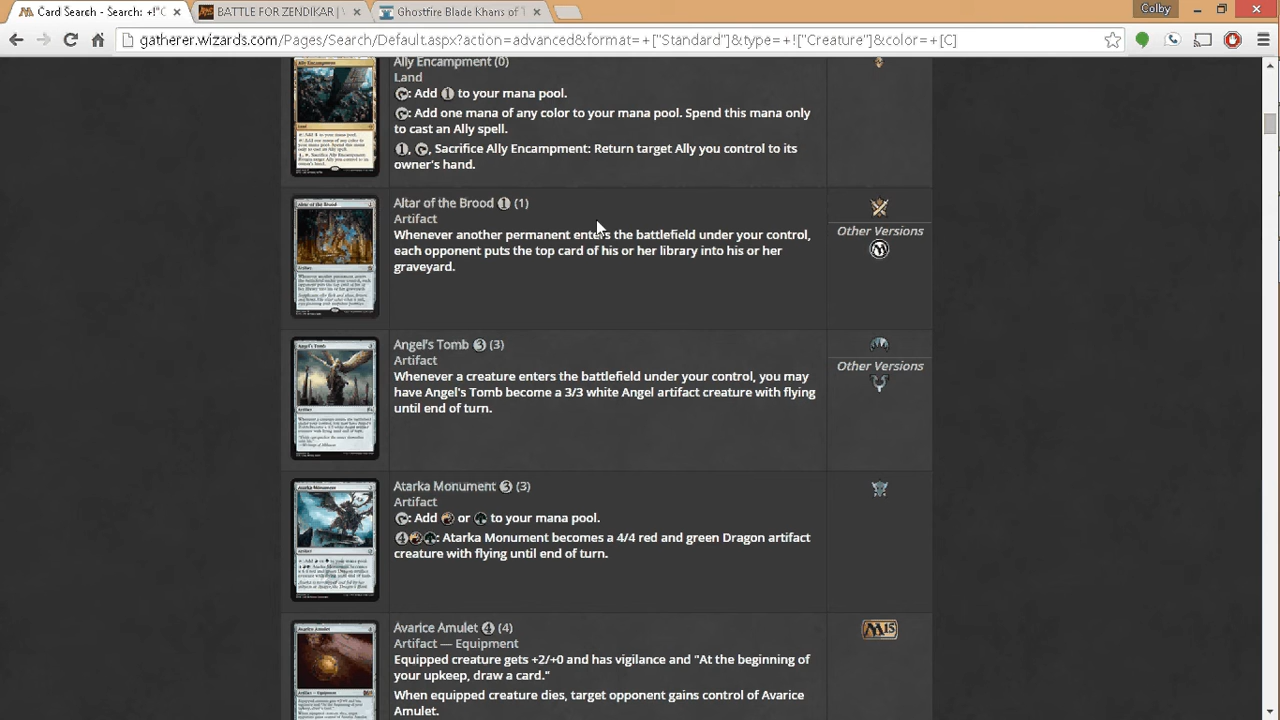 Card Search - Search: +!["C
BATTLE FOR ZENDIKAR | V
Ghostfire Blade (Khans of T
Colby
gatherer.wizards.com/Pages/Search/Default.aspx?action=advanced&format=+["Standard"]&type=+!["Creature"]&color=+[C]
Ally Encampment (0)
Land
: Add 1 to your mana pool.
: Add one mana of any color to your mana pool. Spend this mana only
to cast an Ally spell.
Sacrifice Ally Encampment: Return target Ally you control to its
owner's hand.
Altar of the Brood 1 (1)
Artifact
Whenever another permanent enters the battlefield under your control,
each opponent puts the top card of his or her library into his or her
graveyard.
Other Versions
Angel's Tomb 3 (3)
Artifact
Whenever a creature enters the battlefield under your control, you may
have Angel's Tomb become a 3/3 white Angel artifact creature with flying
until end of turn.
Other Versions
Atarka Monument 3 (3)
Artifact
: Add or to your mana pool.
4: Atarka Monument becomes a 4/4 red and green Dragon artifact
creature with flying until end of turn.
Avarice Amulet 4 (4)
Artifact — Equipment
Equipped creature gets +2/+0 and has vigilance and "At the beginning of
your upkeep, draw a card."
When equipped creature dies, target opponent gains control of Avarice
Amulet.
M15